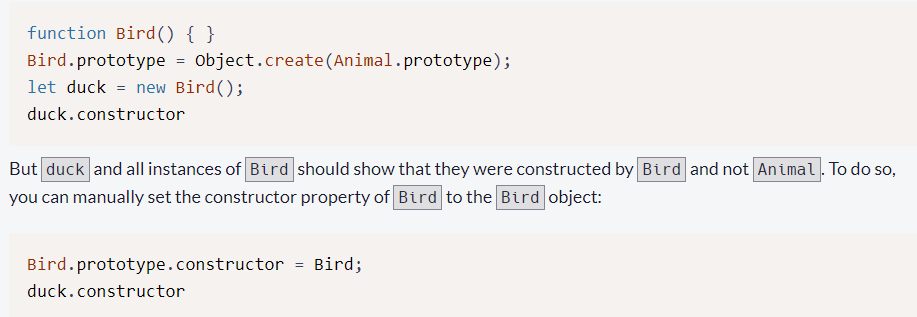 function Bird() { }
Bird.prototype = Object.create(Animal.prototype);
let duck = new Bird();
duck.constructor
But duck and all instances of Bird should show that they were constructed by Bird and not Animal. To do so,
you can manually set the constructor property of Bird to the Bird object:
Bird.prototype.constructor = Bird;
duck.constructor